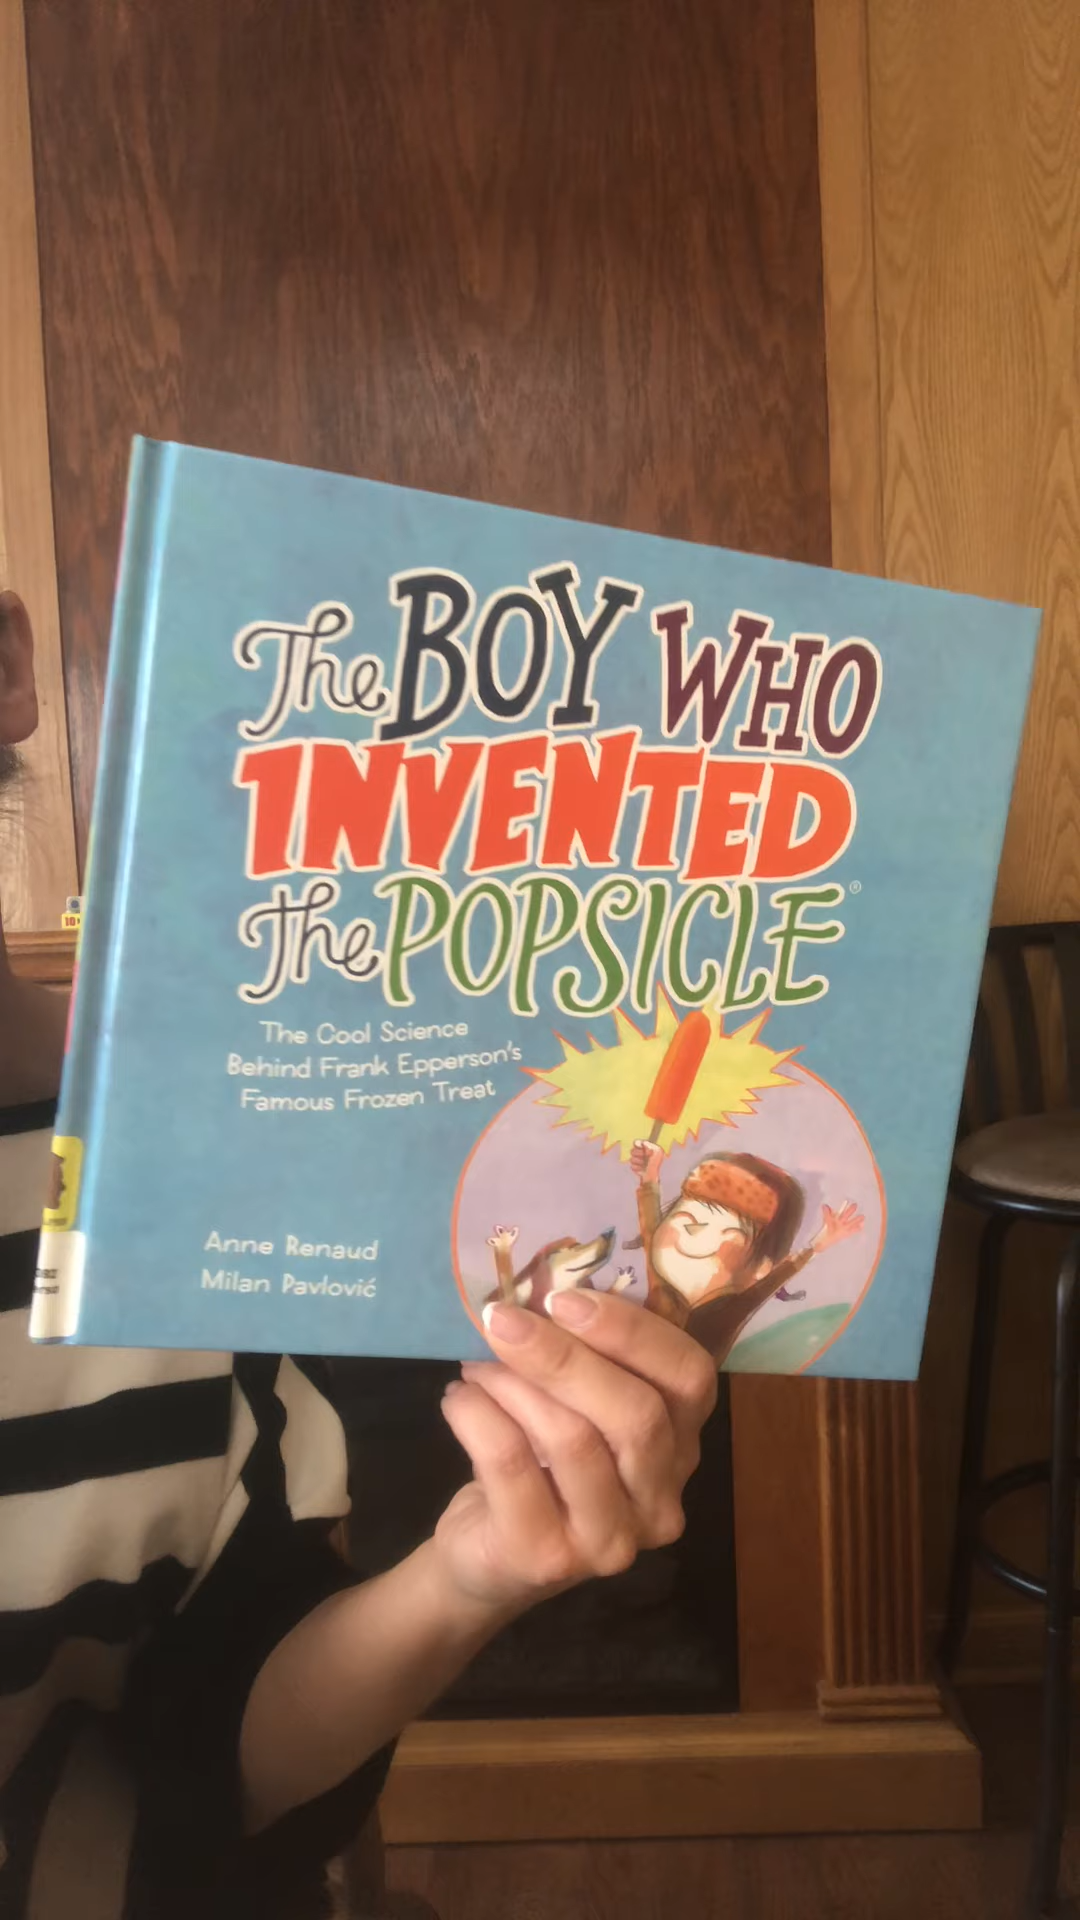 The BOY WHO
INVENTED
The POPSICLE®
The Cool Science
Behind Frank Epperson's
Famous Frozen Treat
Anne Renaud
Milan Pavlović